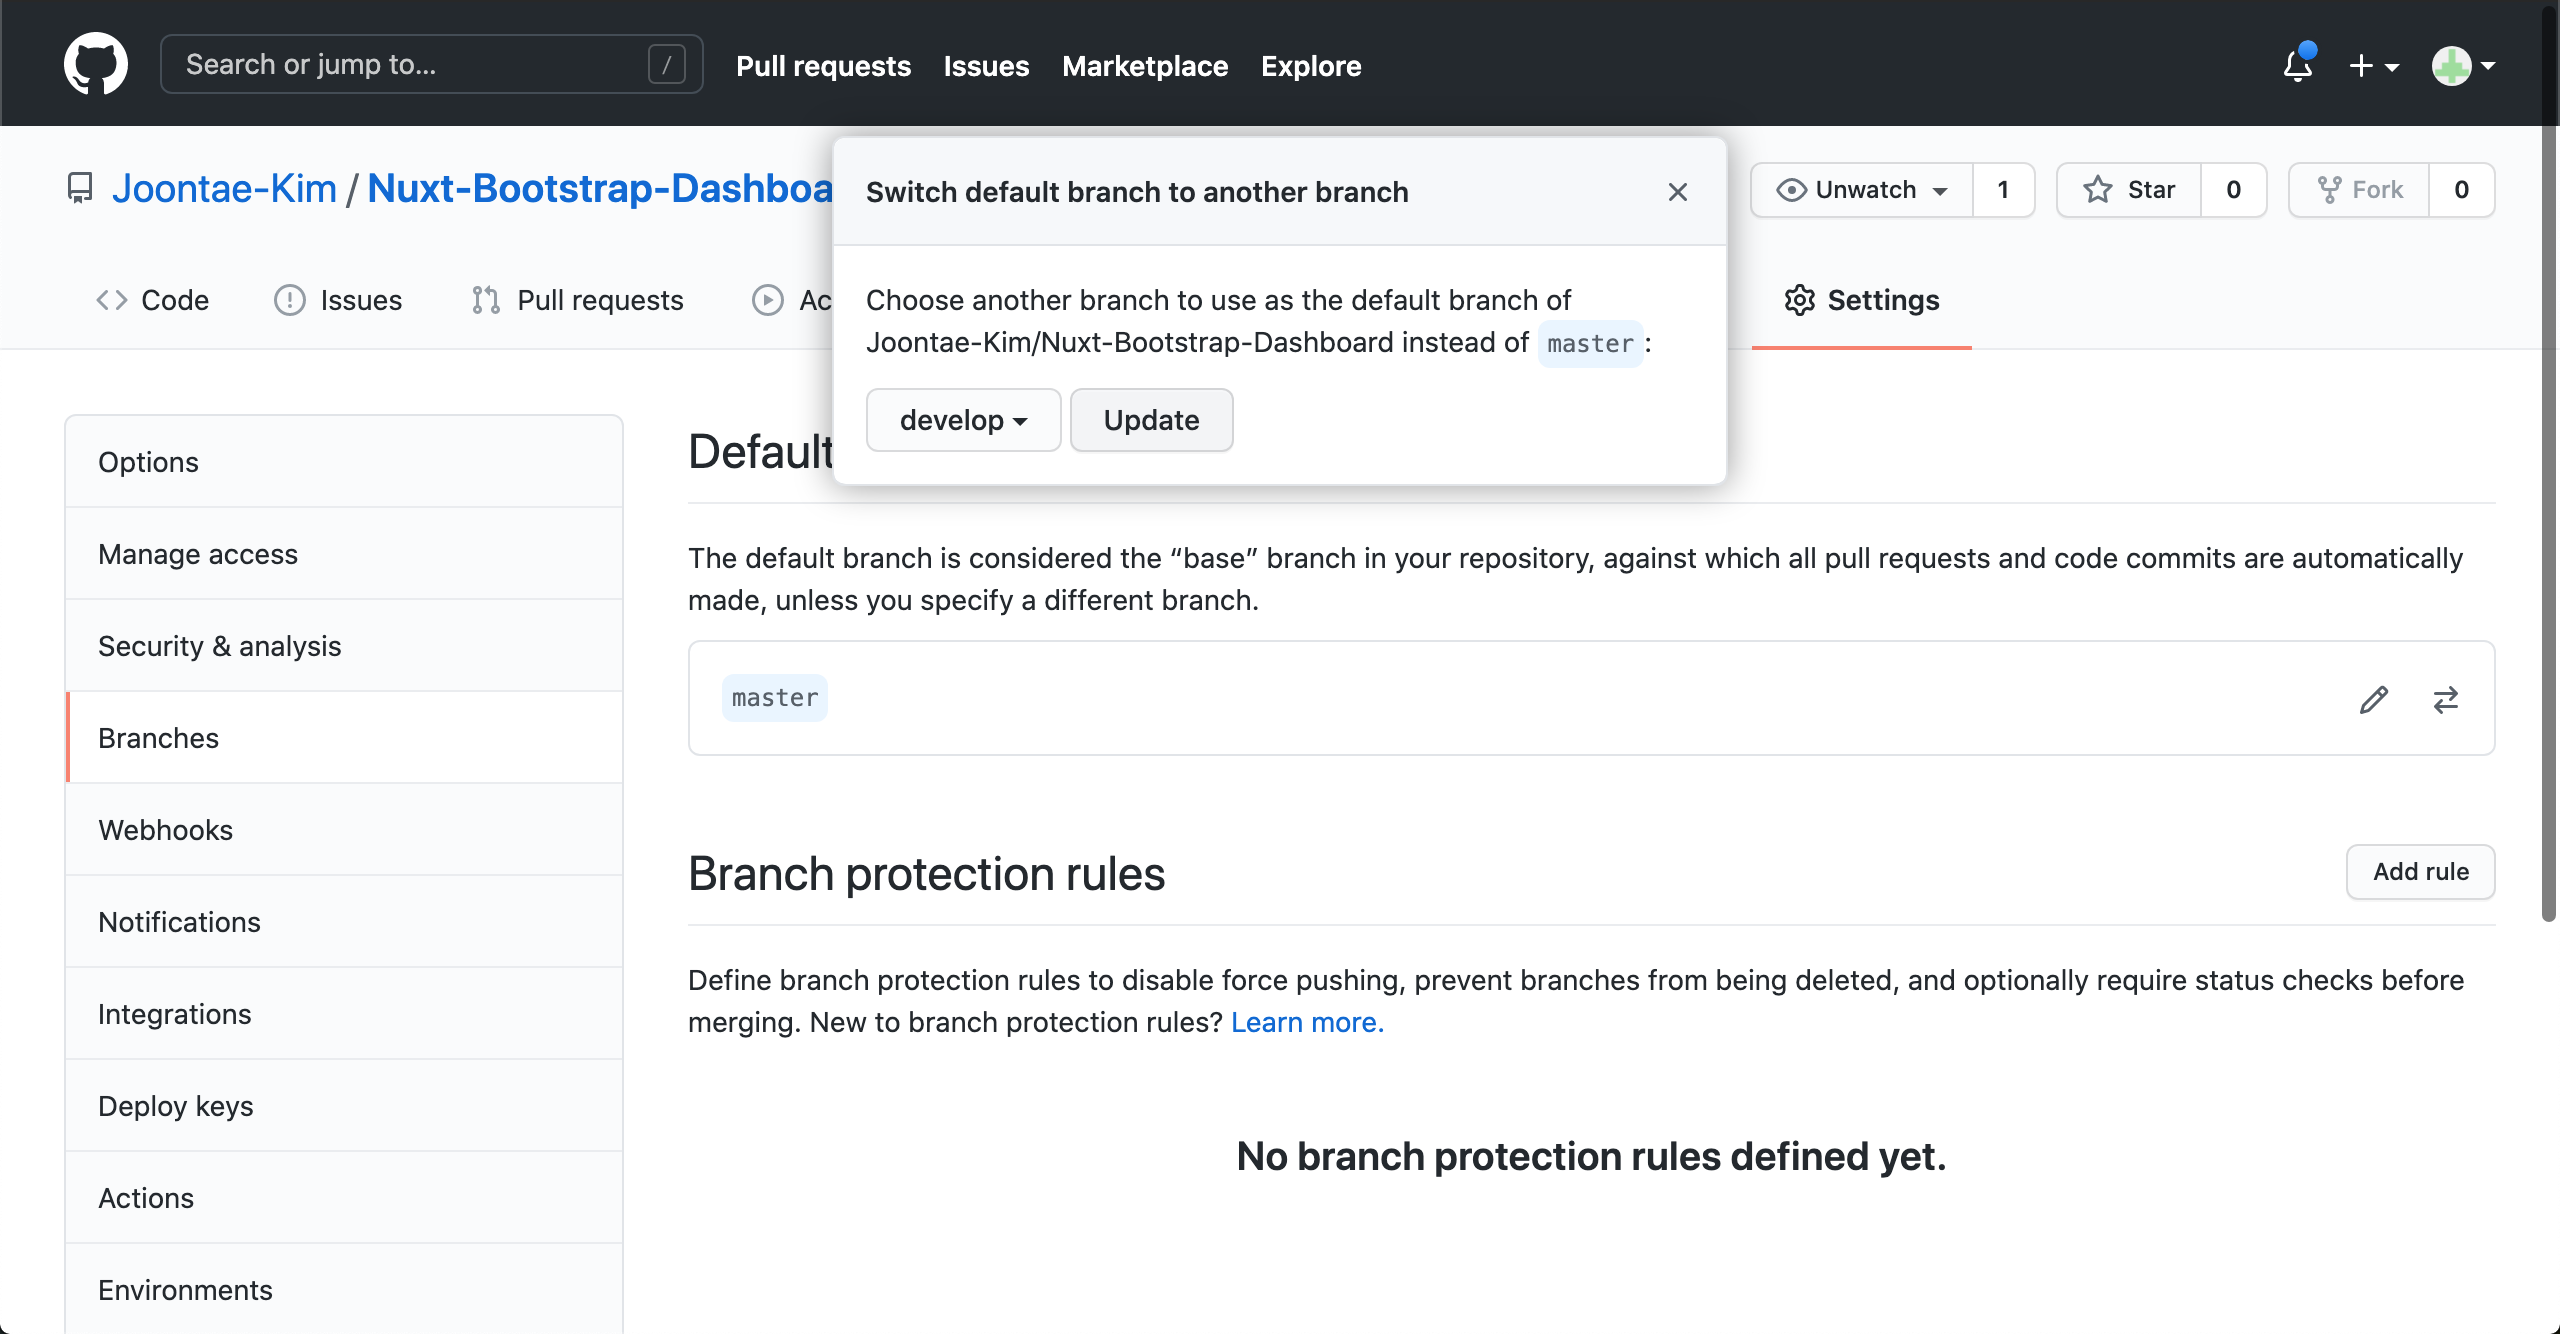 Search or jump to...
/
Pull requests
Issues
Marketplace
Explore
Joontae-Kim / Nuxt-Bootstrap-Dashboa
Unwatch
1
Star
0
Fork
0
Code
Issues
Pull requests
Ac
Settings
Switch default branch to another branch
Choose another branch to use as the default branch of
Joontae-Kim/Nuxt-Bootstrap-Dashboard instead of master :
develop
Update
Options
Manage access
Security & analysis
Branches
Webhooks
Notifications
Integrations
Deploy keys
Actions
Environments
Default
The default branch is considered the “base” branch in your repository, against which all pull requests and code commits are automatically
made, unless you specify a different branch.
master
Branch protection rules
Add rule
Define branch protection rules to disable force pushing, prevent branches from being deleted, and optionally require status checks before
merging. New to branch protection rules? Learn more.
No branch protection rules defined yet.